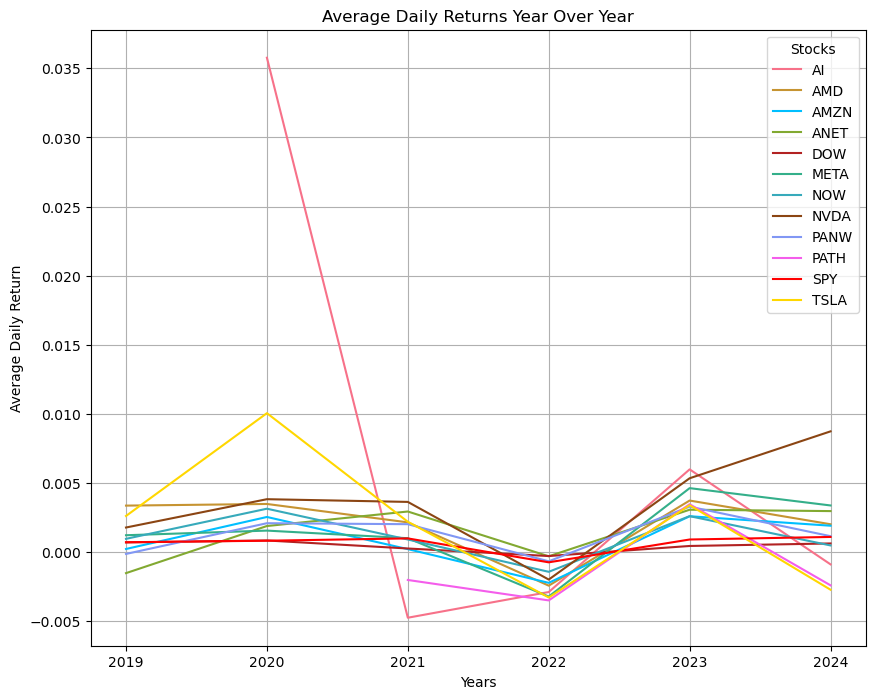 Average Daily Returns Year Over Year
Stocks
AI
AMD
AMZN
ANET
DOW
META
NOW
NVDA
PANW
PATH
SPY
TSLA
Average Daily Return
0.035
0.030
0.025
0.020
0.015
0.010
0.005
0.000
−0.005
2019 2020 2021 2022 2023 2024
Years